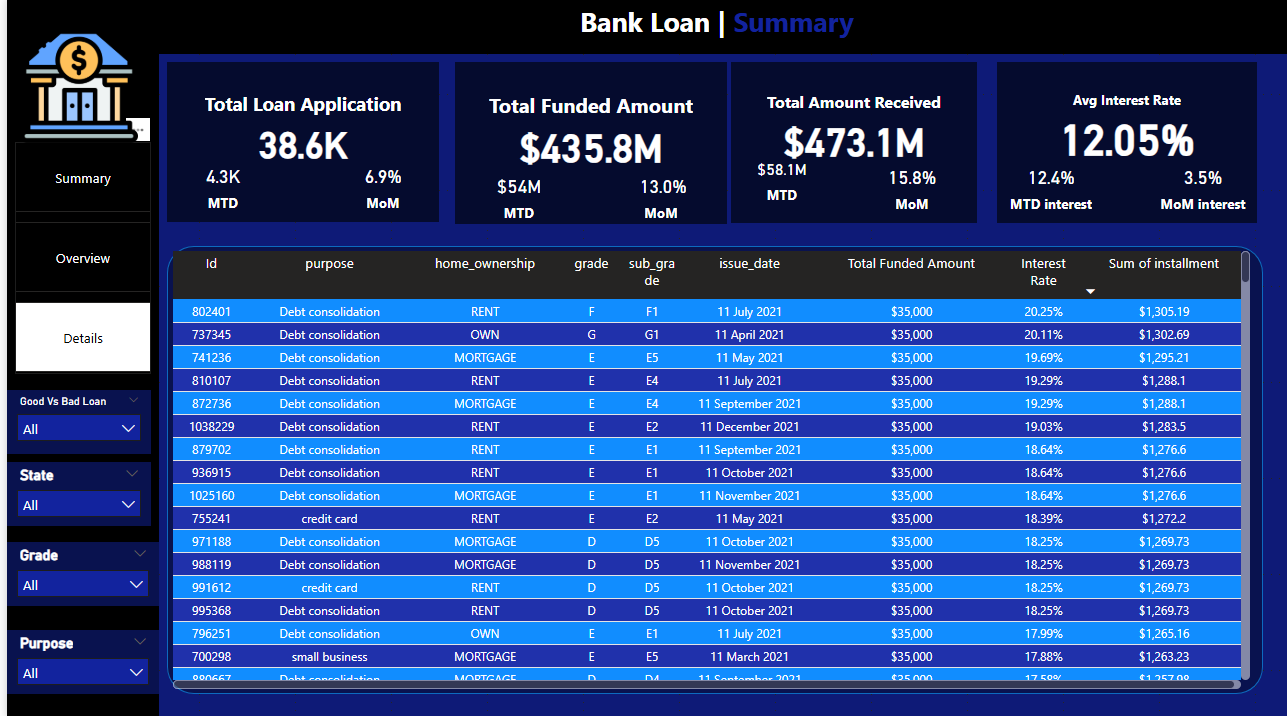 Bank Loan | Summary
$
Summary
Overview
Details
Good Vs Bad Loan
All
State
All
Grade
All
Purpose
All
Total Loan Application
38.6K
4.3K 6.9%
MTD MoM
Total Funded Amount
$435.8M
$54M 13.0%
MTD MoM
Total Amount Received
$473.1M
$58.1M 15.8%
MTD MoM
Avg Interest Rate
12.05%
12.4% 3.5%
MTD interest MoM interest
Id purpose home_ownership grade sub_gra issue_date Total Funded Amount Interest Sum of installment
de Rate
802401 Debt consolidation RENT F F1 11 July 2021 $35,000 20.25% $1,305.19
737345 Debt consolidation OWN G G1 11 April 2021 $35,000 20.11% $1,302.69
741236 Debt consolidation MORTGAGE E E5 11 May 2021 $35,000 19.69% $1,295.21
810107 Debt consolidation RENT E E4 11 July 2021 $35,000 19.29% $1,288.1
872736 Debt consolidation MORTGAGE E E4 11 September 2021 $35,000 19.29% $1,288.1
1038229 Debt consolidation RENT E E2 11 December 2021 $35,000 19.03% $1,283.5
879702 Debt consolidation RENT E E1 11 September 2021 $35,000 18.64% $1,276.6
936915 Debt consolidation RENT E E1 11 October 2021 $35,000 18.64% $1,276.6
1025160 Debt consolidation MORTGAGE E E1 11 November 2021 $35,000 18.64% $1,276.6
755241 credit card RENT E E2 11 May 2021 $35,000 18.39% $1,272.2
971188 Debt consolidation MORTGAGE D D5 11 October 2021 $35,000 18.25% $1,269.73
988119 Debt consolidation MORTGAGE D D5 11 November 2021 $35,000 18.25% $1,269.73
991612 credit card RENT D D5 11 October 2021 $35,000 18.25% $1,269.73
995368 Debt consolidation RENT D D5 11 October 2021 $35,000 18.25% $1,269.73
796251 Debt consolidation OWN E E1 11 July 2021 $35,000 17.99% $1,265.16
700298 small business MORTGAGE E E5 11 March 2021 $35,000 17.88% $1,263.23
880667 Debt consolidation MORTGAGE D D4 11 September 2021 $35,000 17.58% $1,257.98